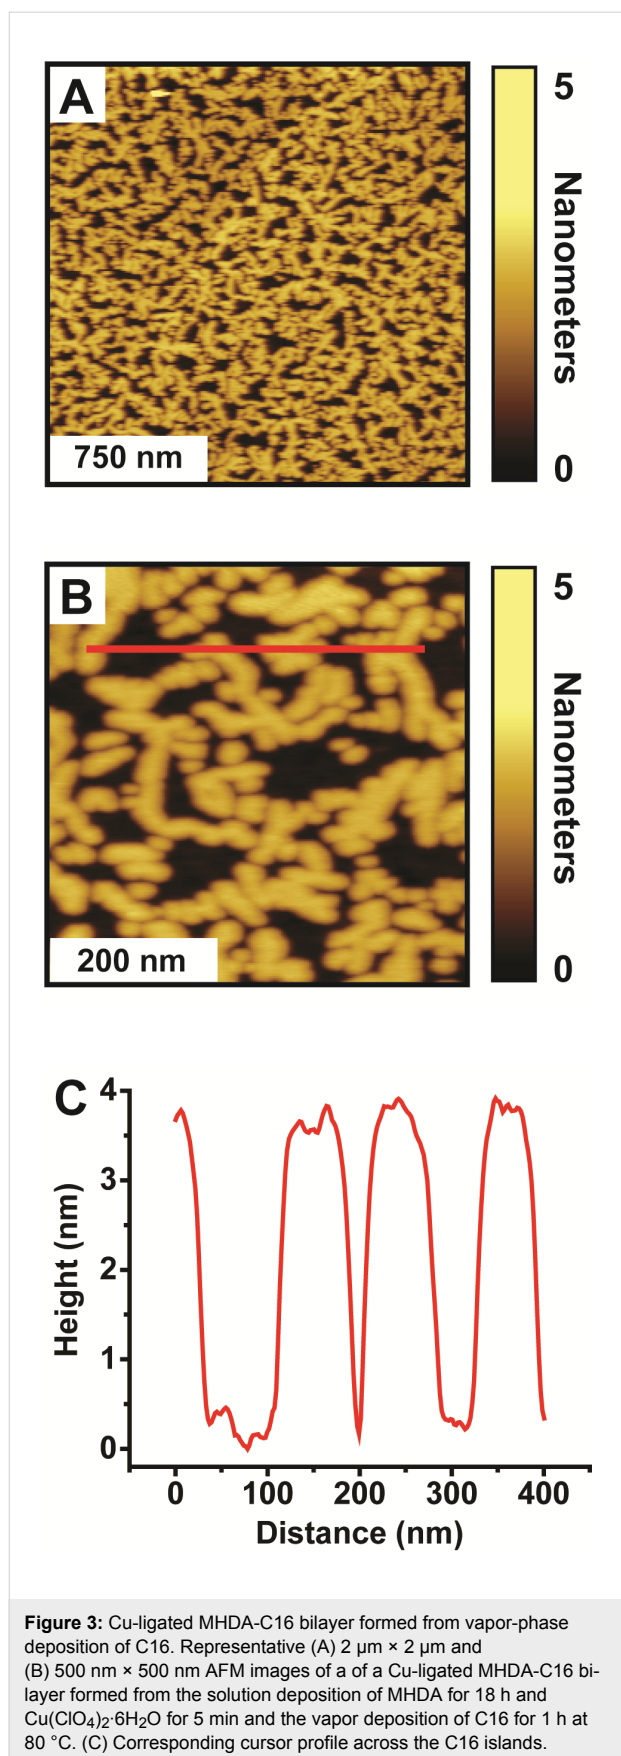 A
5
Nanometers
0
750 nm
B
5
Nanometers
0
200 nm
C
4
3
2
1
0
Height (nm)
0 100 200 300 400
Distance (nm)
Figure 3: Cu-ligated MHDA-C16 bilayer formed from vapor-phase
deposition of C16. Representative (A) 2 μm × 2 μm and
(B) 500 nm × 500 nm AFM images of a of a Cu-ligated MHDA-C16 bi-
layer formed from the solution deposition of MHDA for 18 h and
Cu(ClO4)2·6H2O for 5 min and the vapor deposition of C16 for 1 h at
80 °C. (C) Corresponding cursor profile across the C16 islands.